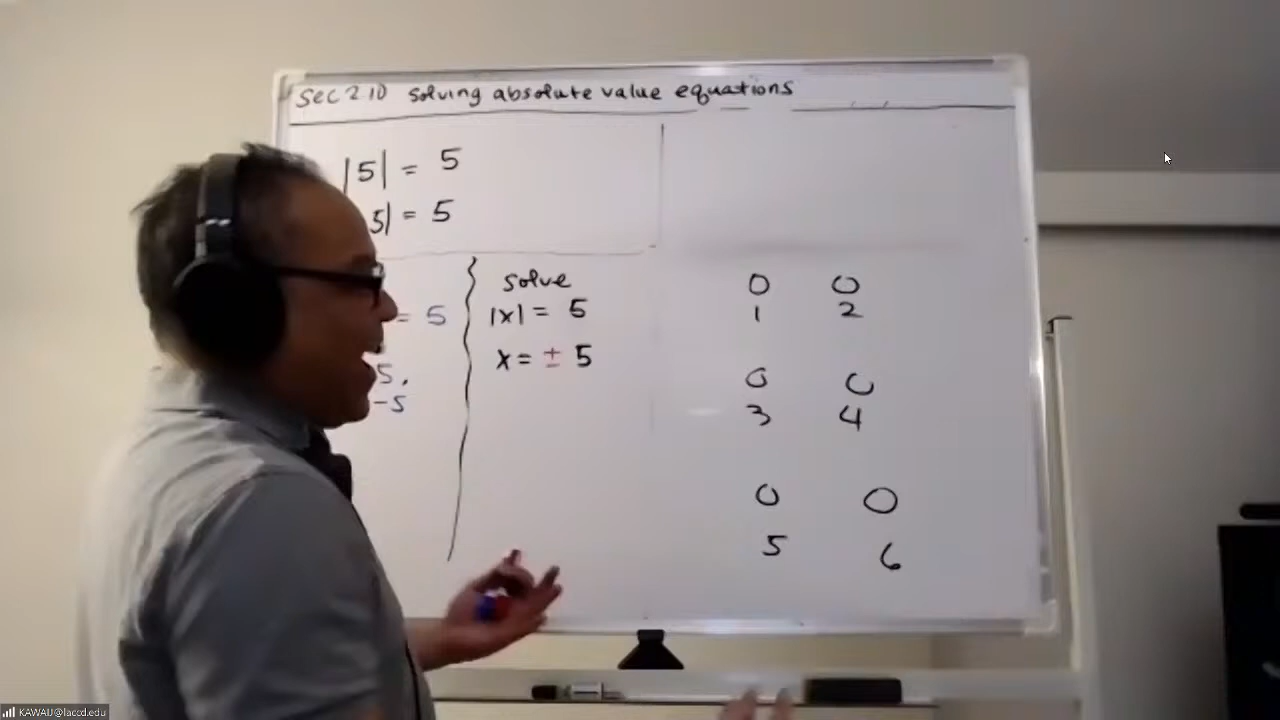 Sec 2.10 solving absolute value equations
|5| = 5
5| = 5
= 5
5.
-5
solve
|x| = 5
x = ± 5
0 0
1 2
0 0
3 4
0 0
5 6
KAWAIJ@laccd.edu